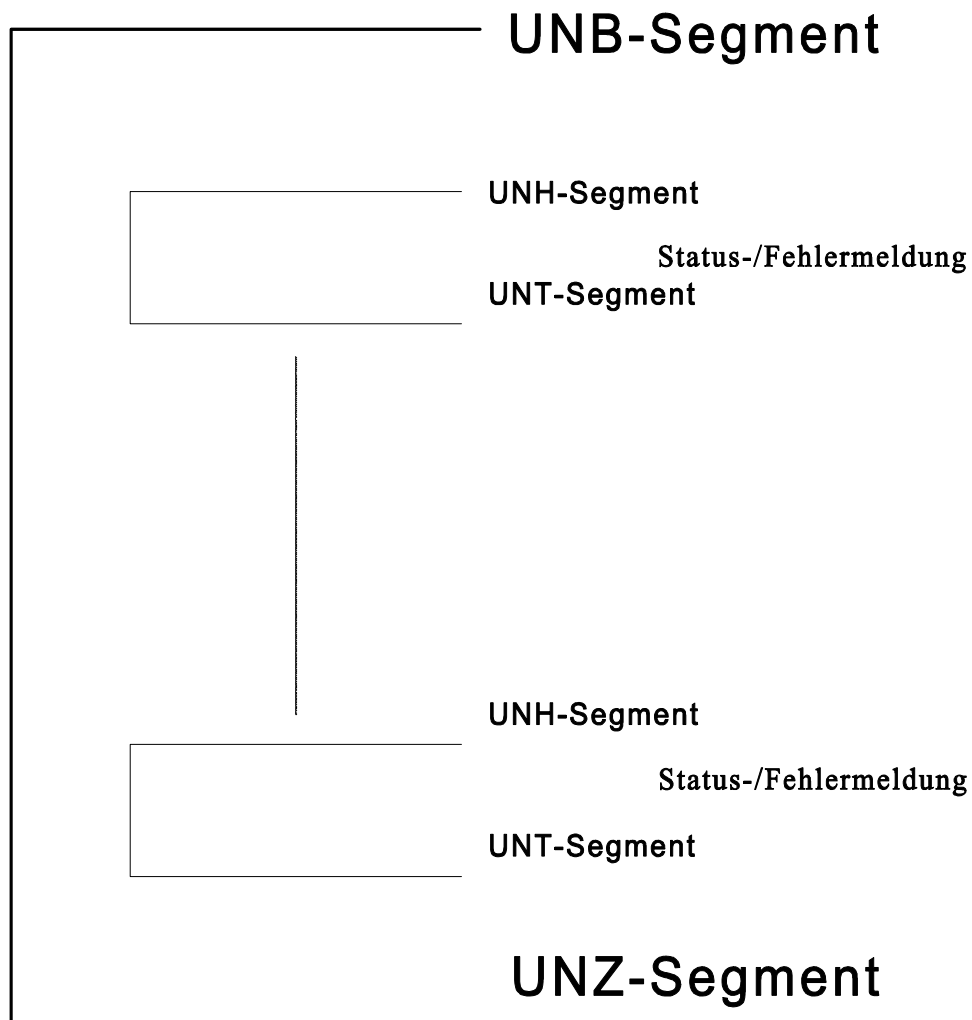 UNB-Segment
UNH-Segment
Status-/Fehlermeldung
UNT-Segment
UNH-Segment
Status-/Fehlermeldung
UNT-Segment
UNZ-Segment